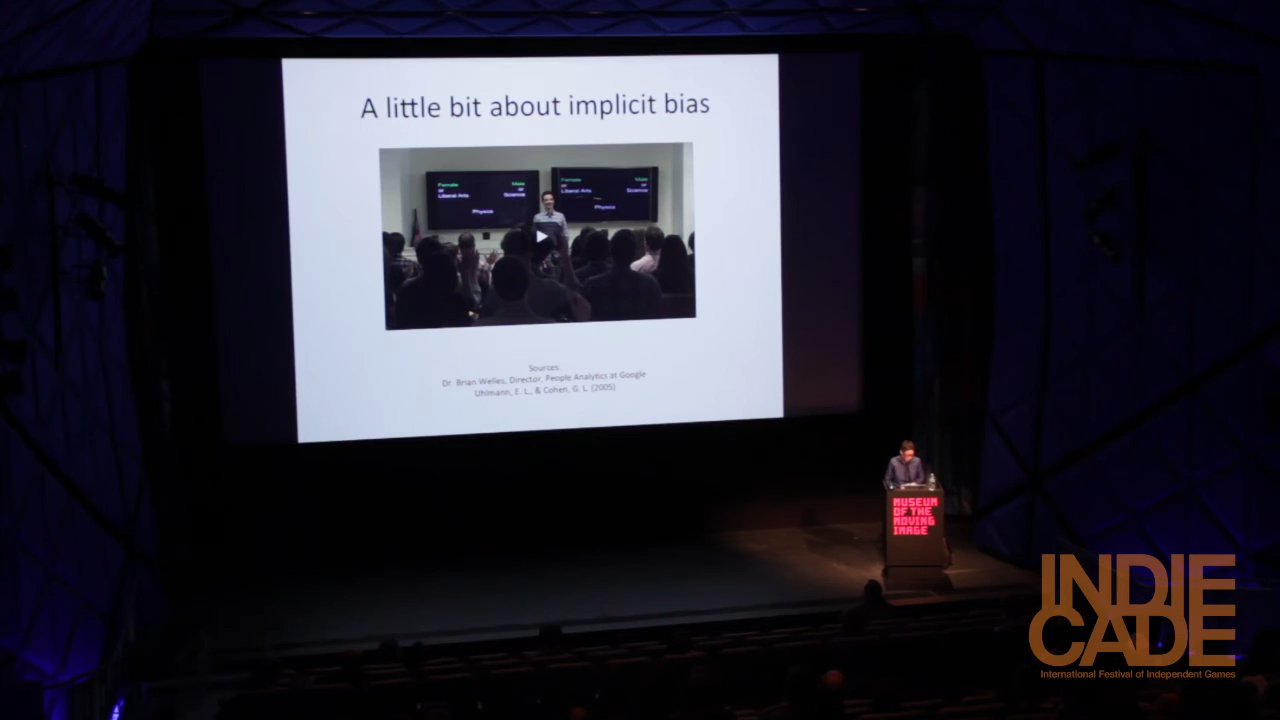 A little bit about implicit bias
Female
or
Liberal Arts
Male
or
Science
Physics
Female
or
Liberal Arts
Male
or
Science
Physics
Sources.
Dr. Brian Welles, Director, People Analytics at Google
Uhlmann, E. L., & Cohen, G. L. (2005)
MUSEUM
OF THE
MOVING
IMAGE
INDIE
CADE
International Festival of Independent Games